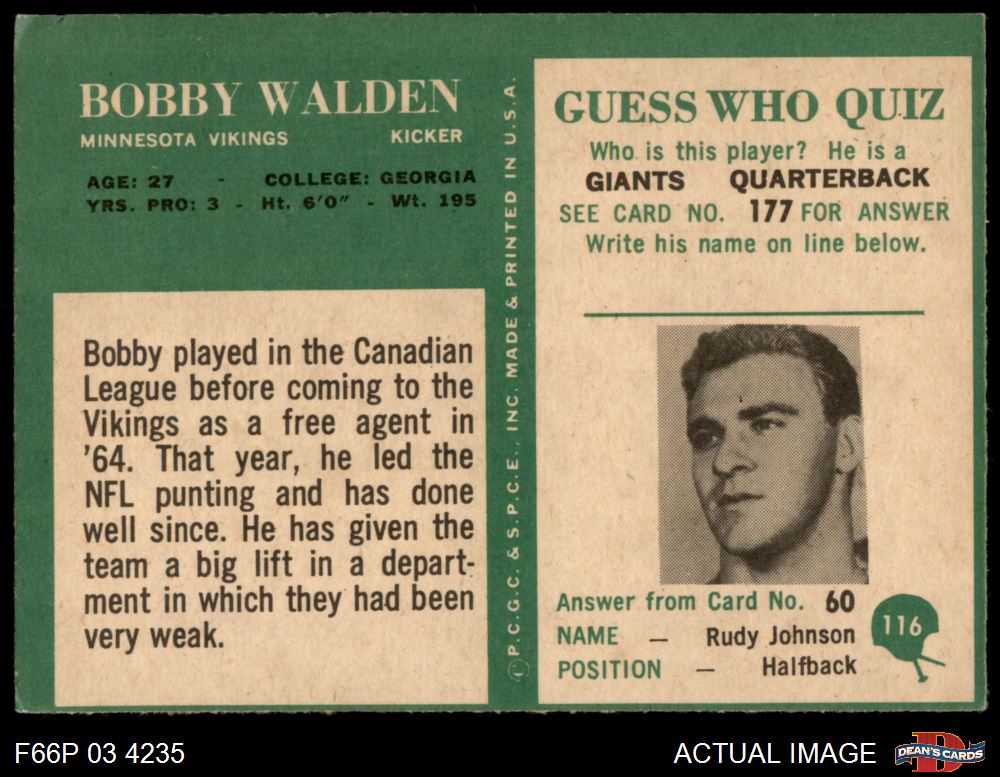 BOBBY WALDEN
MINNESOTA VIKINGS KICKER
AGE: 27 - COLLEGE: GEORGIA
YRS. PRO: 3 - Ht. 6'0" - Wt. 195
Bobby played in the Canadian
League before coming to the
Vikings as a free agent in
'64. That year, he led the
NFL punting and has done
well since. He has given the
team a big lift in a depart-
ment in which they had been
very weak.
© P.C.G.C. & S.P.C.E., INC. MADE & PRINTED IN U.S.A.
GUESS WHO QUIZ
Who is this player? He is a
GIANTS QUARTERBACK
SEE CARD NO. 177 FOR ANSWER
Write his name on line below.
Answer from Card No. 60
NAME — Rudy Johnson
POSITION — Halfback
116
F66P 03 4235
ACTUAL IMAGE
D
DEAN'S CARDS